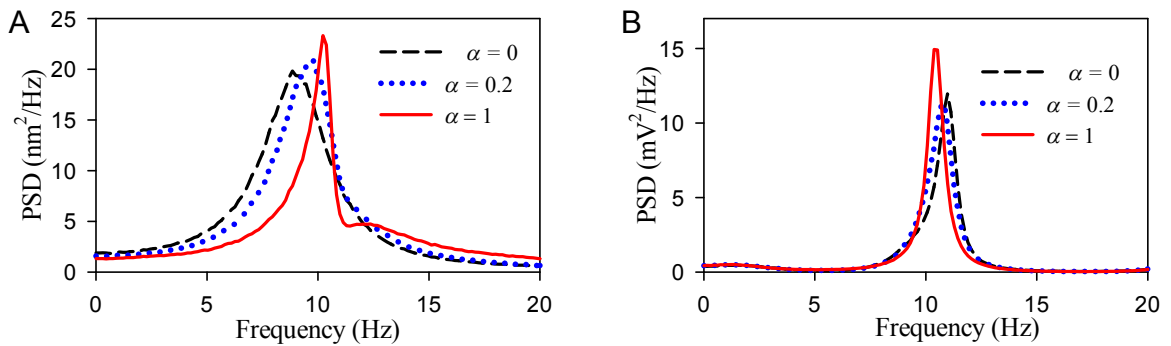 A
PSD (nm²/Hz)
25
20
15
10
5
0
α = 0
α = 0.2
α = 1
0 5 10 15 20
Frequency (Hz)
B
PSD (mV²/Hz)
15
10
5
0
α = 0
α = 0.2
α = 1
0 5 10 15 20
Frequency (Hz)